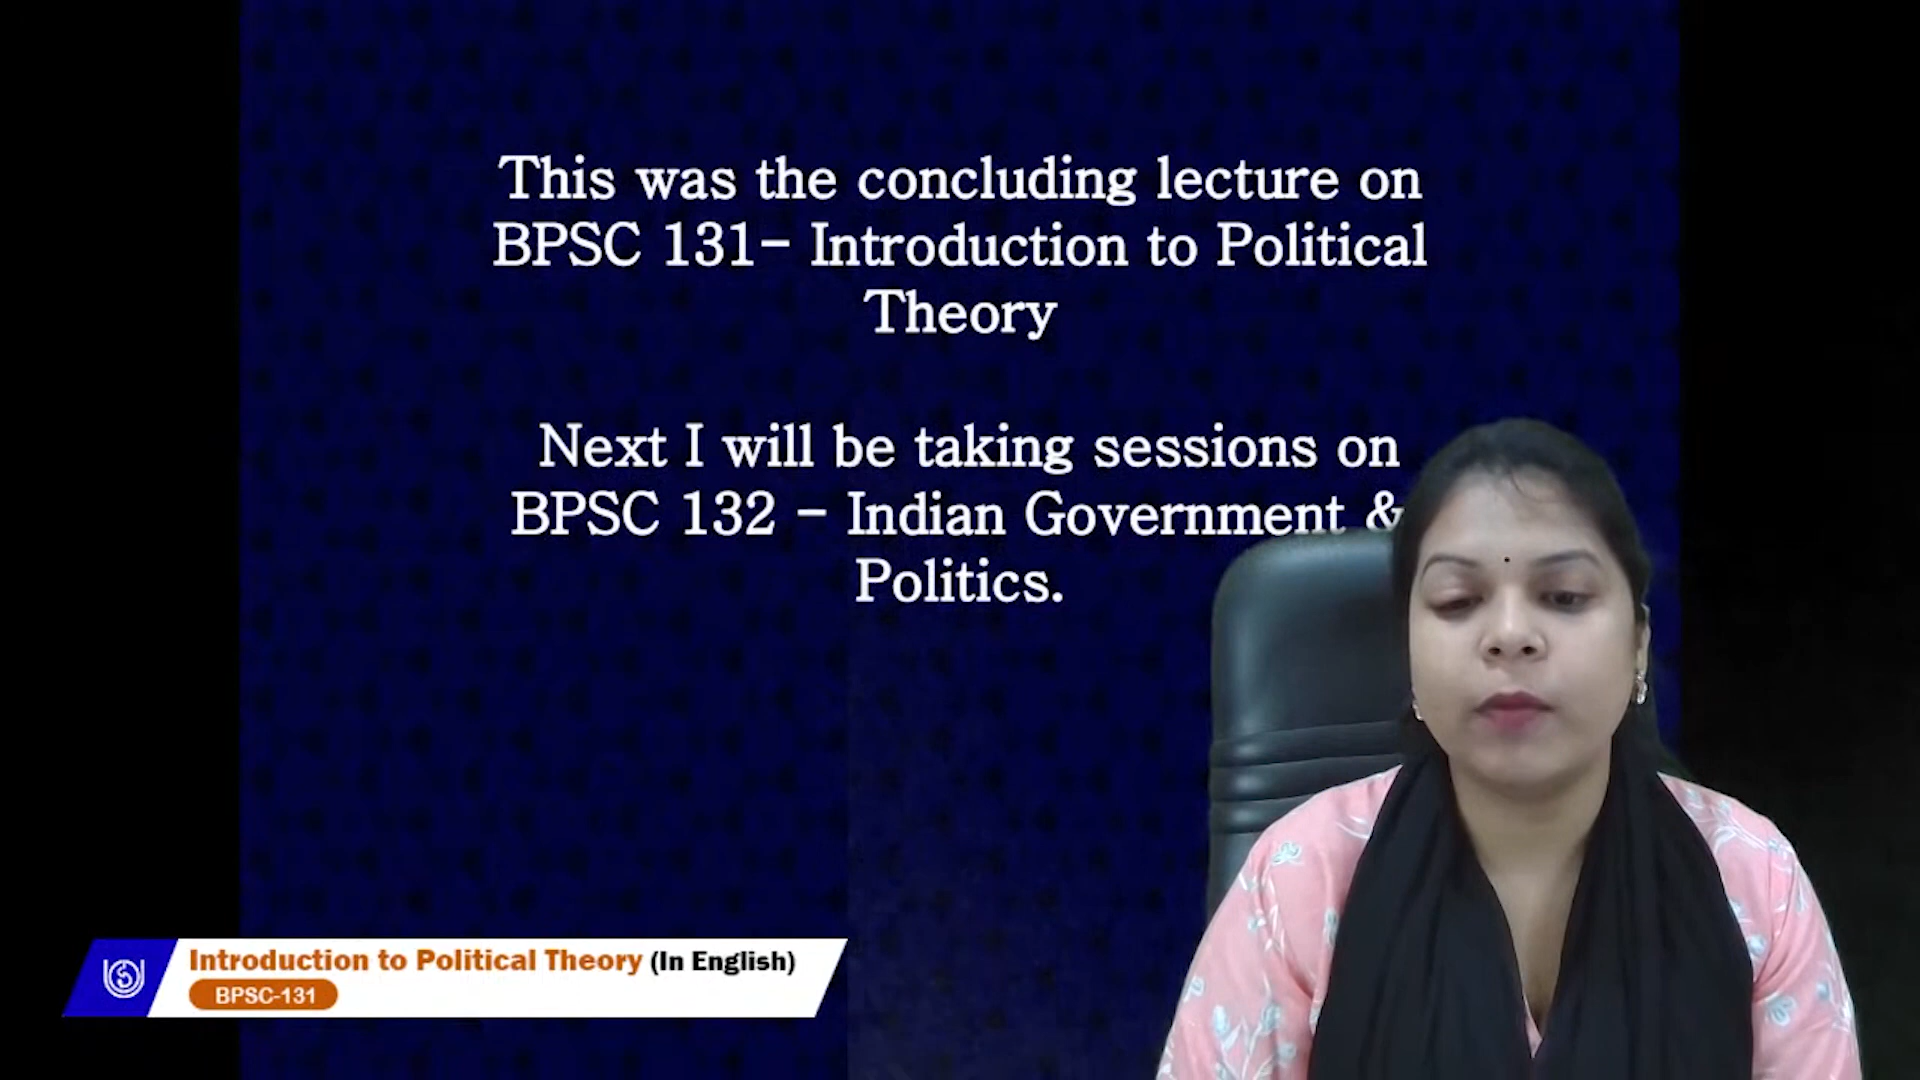 This was the concluding lecture on
BPSC 131- Introduction to Political
Theory
Next I will be taking sessions on
BPSC 132 - Indian Government &
Politics.
Introduction to Political Theory (In English)
BPSC-131